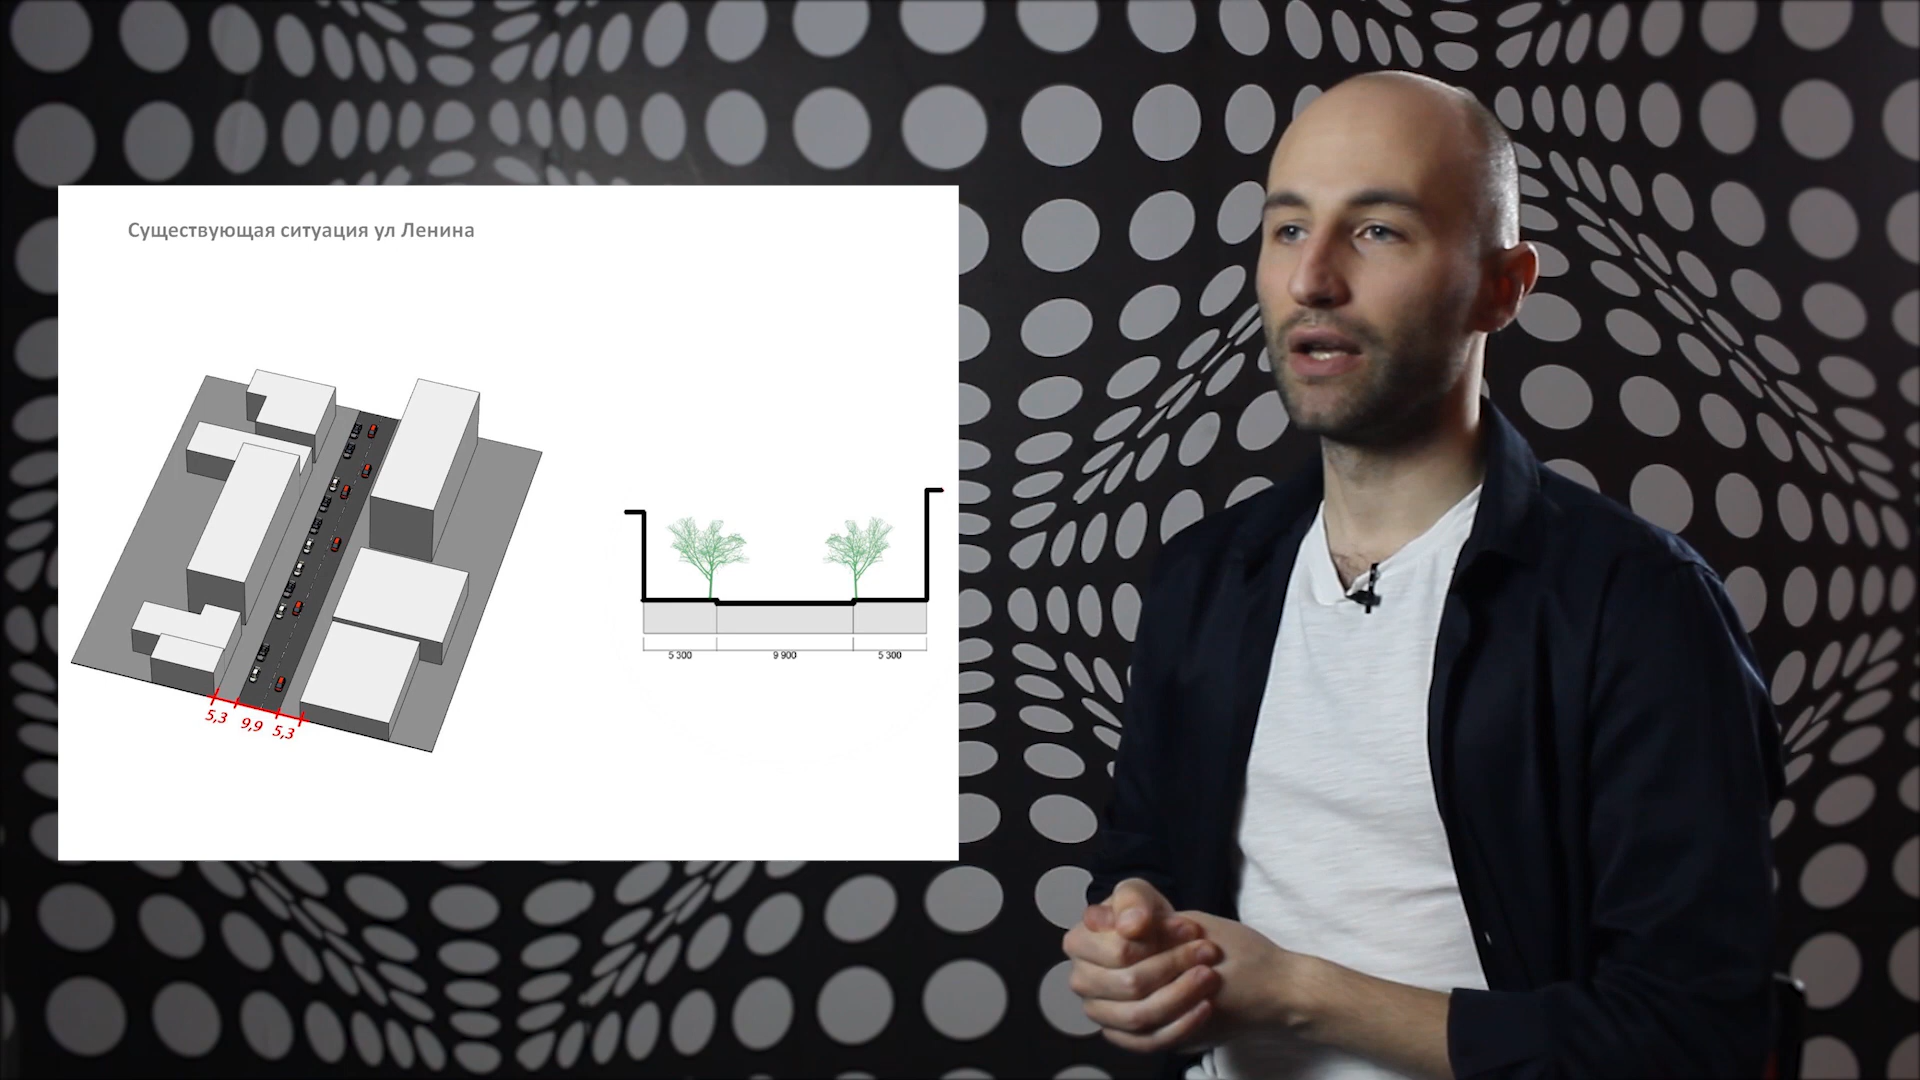 Существующая ситуация ул Ленина
5 300 9 900 5 300
5,3 9,9 5,3